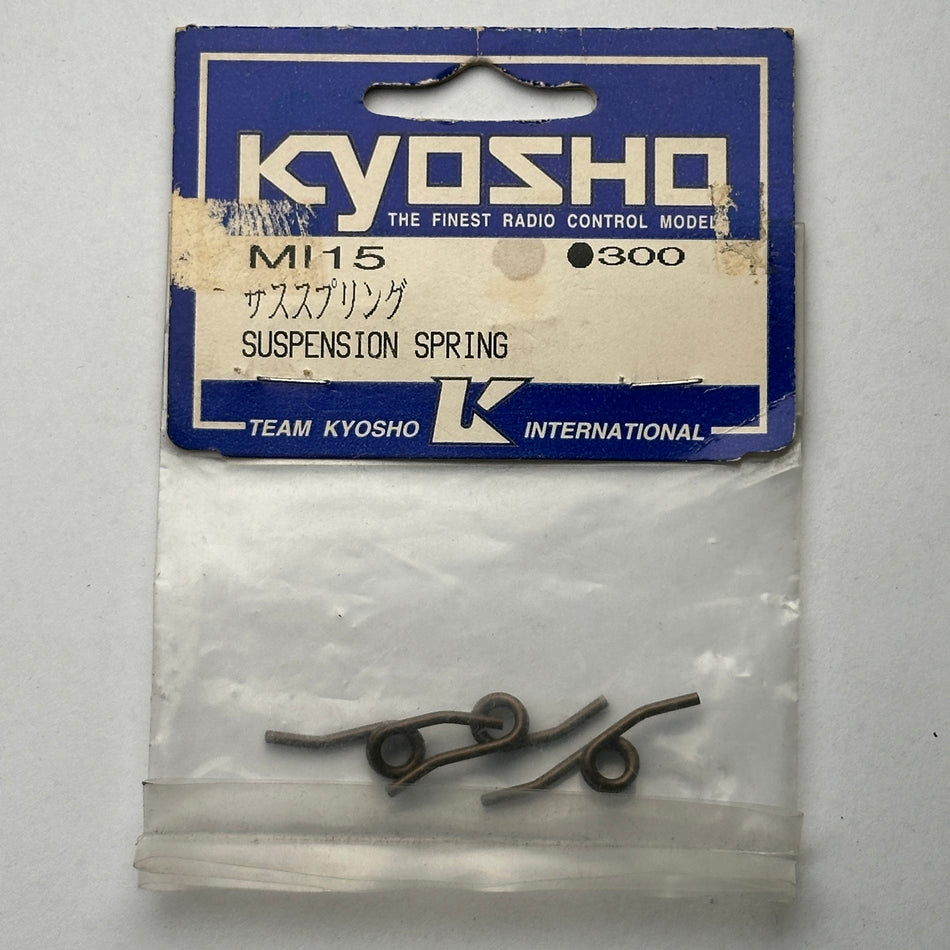 KYOSHO
THE FINEST RADIO CONTROL MODEL
MI15 ●300
サススプリング
SUSPENSION SPRING
TEAM KYOSHO K INTERNATIONAL